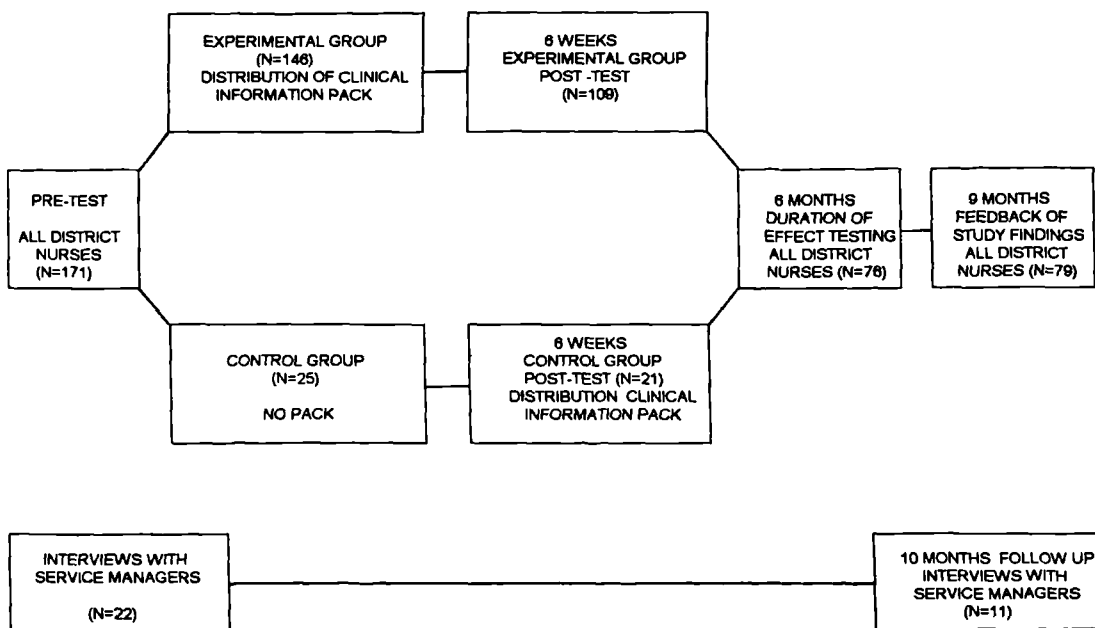 EXPERIMENTAL GROUP
(N=146)
DISTRIBUTION OF CLINICAL
INFORMATION PACK
6 WEEKS
EXPERIMENTAL GROUP
POST -TEST
(N=109)
PRE-TEST
ALL DISTRICT
NURSES
(N=171)
6 MONTHS
DURATION OF
EFFECT TESTING
ALL DISTRICT
NURSES (N=76)
9 MONTHS
FEEDBACK OF
STUDY FINDINGS
ALL DISTRICT
NURSES (N=79)
CONTROL GROUP
(N=25)
NO PACK
6 WEEKS
CONTROL GROUP
POST-TEST (N=21)
DISTRIBUTION CLINICAL
INFORMATION PACK
INTERVIEWS WITH
SERVICE MANAGERS
(N=22)
10 MONTHS FOLLOW UP
INTERVIEWS WITH
SERVICE MANAGERS
(N=11)